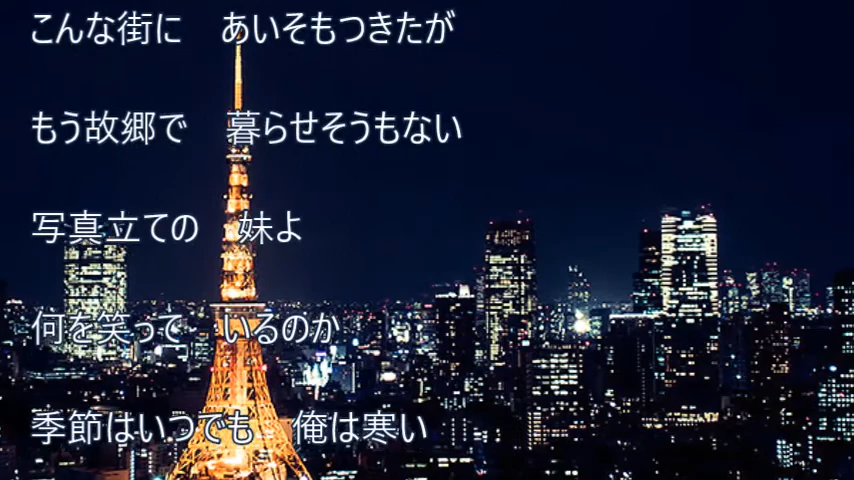 こんな街に　あいそもつきたが
もう故郷で　暮らせそうもない
写真立ての　妹よ
何を笑って　いるのか
季節はいつでも　俺は寒い